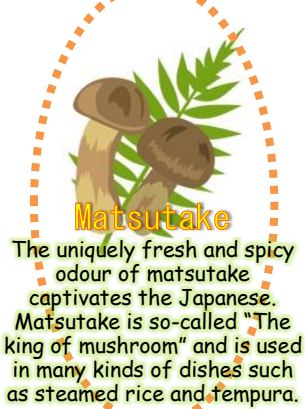 Matsutake
The uniquely fresh and spicy
odour of matsutake
captivates the Japanese.
Matsutake is so-called “The
king of mushroom” and is used
in many kinds of dishes such
as steamed rice and tempura.